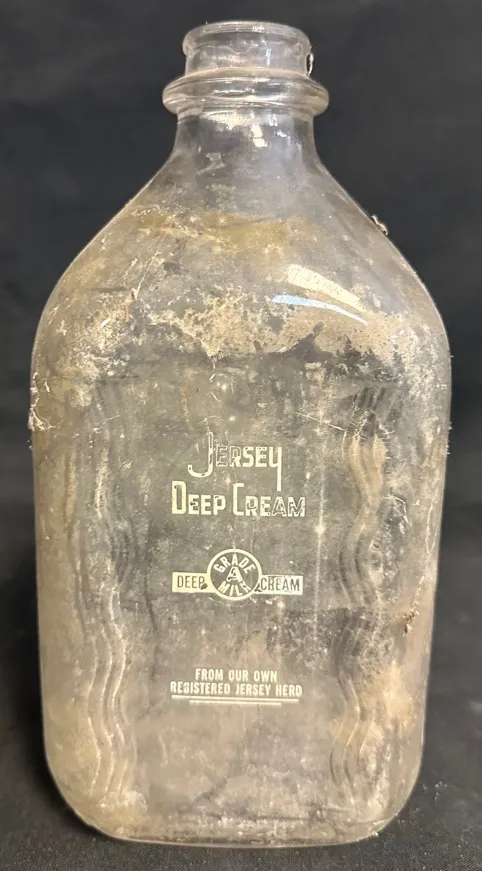 JERSEY
DEEP CREAM
GRADE
DEEP A CREAM
MILK
FROM OUR OWN
REGISTERED JERSEY HERD